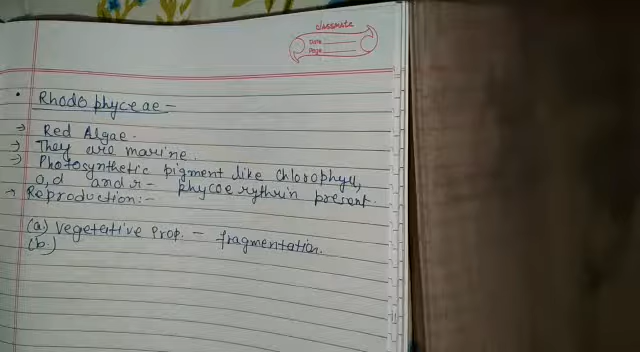 classmate
Date
Page
• Rhodophyceae -
→ Red Algae.
→ They are marine.
→ Photosynthetic pigment like Chlorophyll,
a,d and r- phycoerythrin present.
→ Reproduction:-
(a) Vegetative Prop. - fragmentation.
(b)